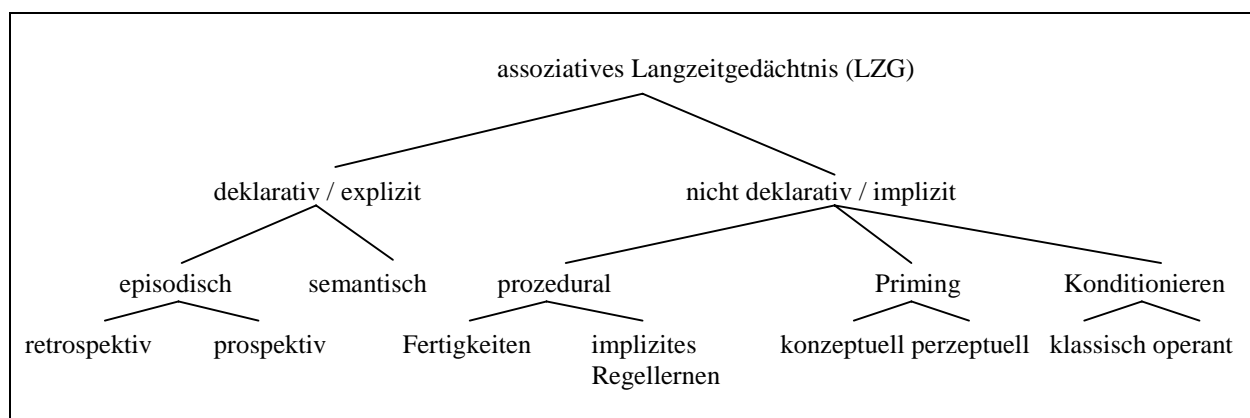 assoziatives Langzeitgedächtnis (LZG)
deklarativ / explizit nicht deklarativ / implizit
episodisch semantisch prozedural Priming Konditionieren
retrospektiv prospektiv Fertigkeiten implizites konzeptuell perzeptuell klassisch operant
Regellernen